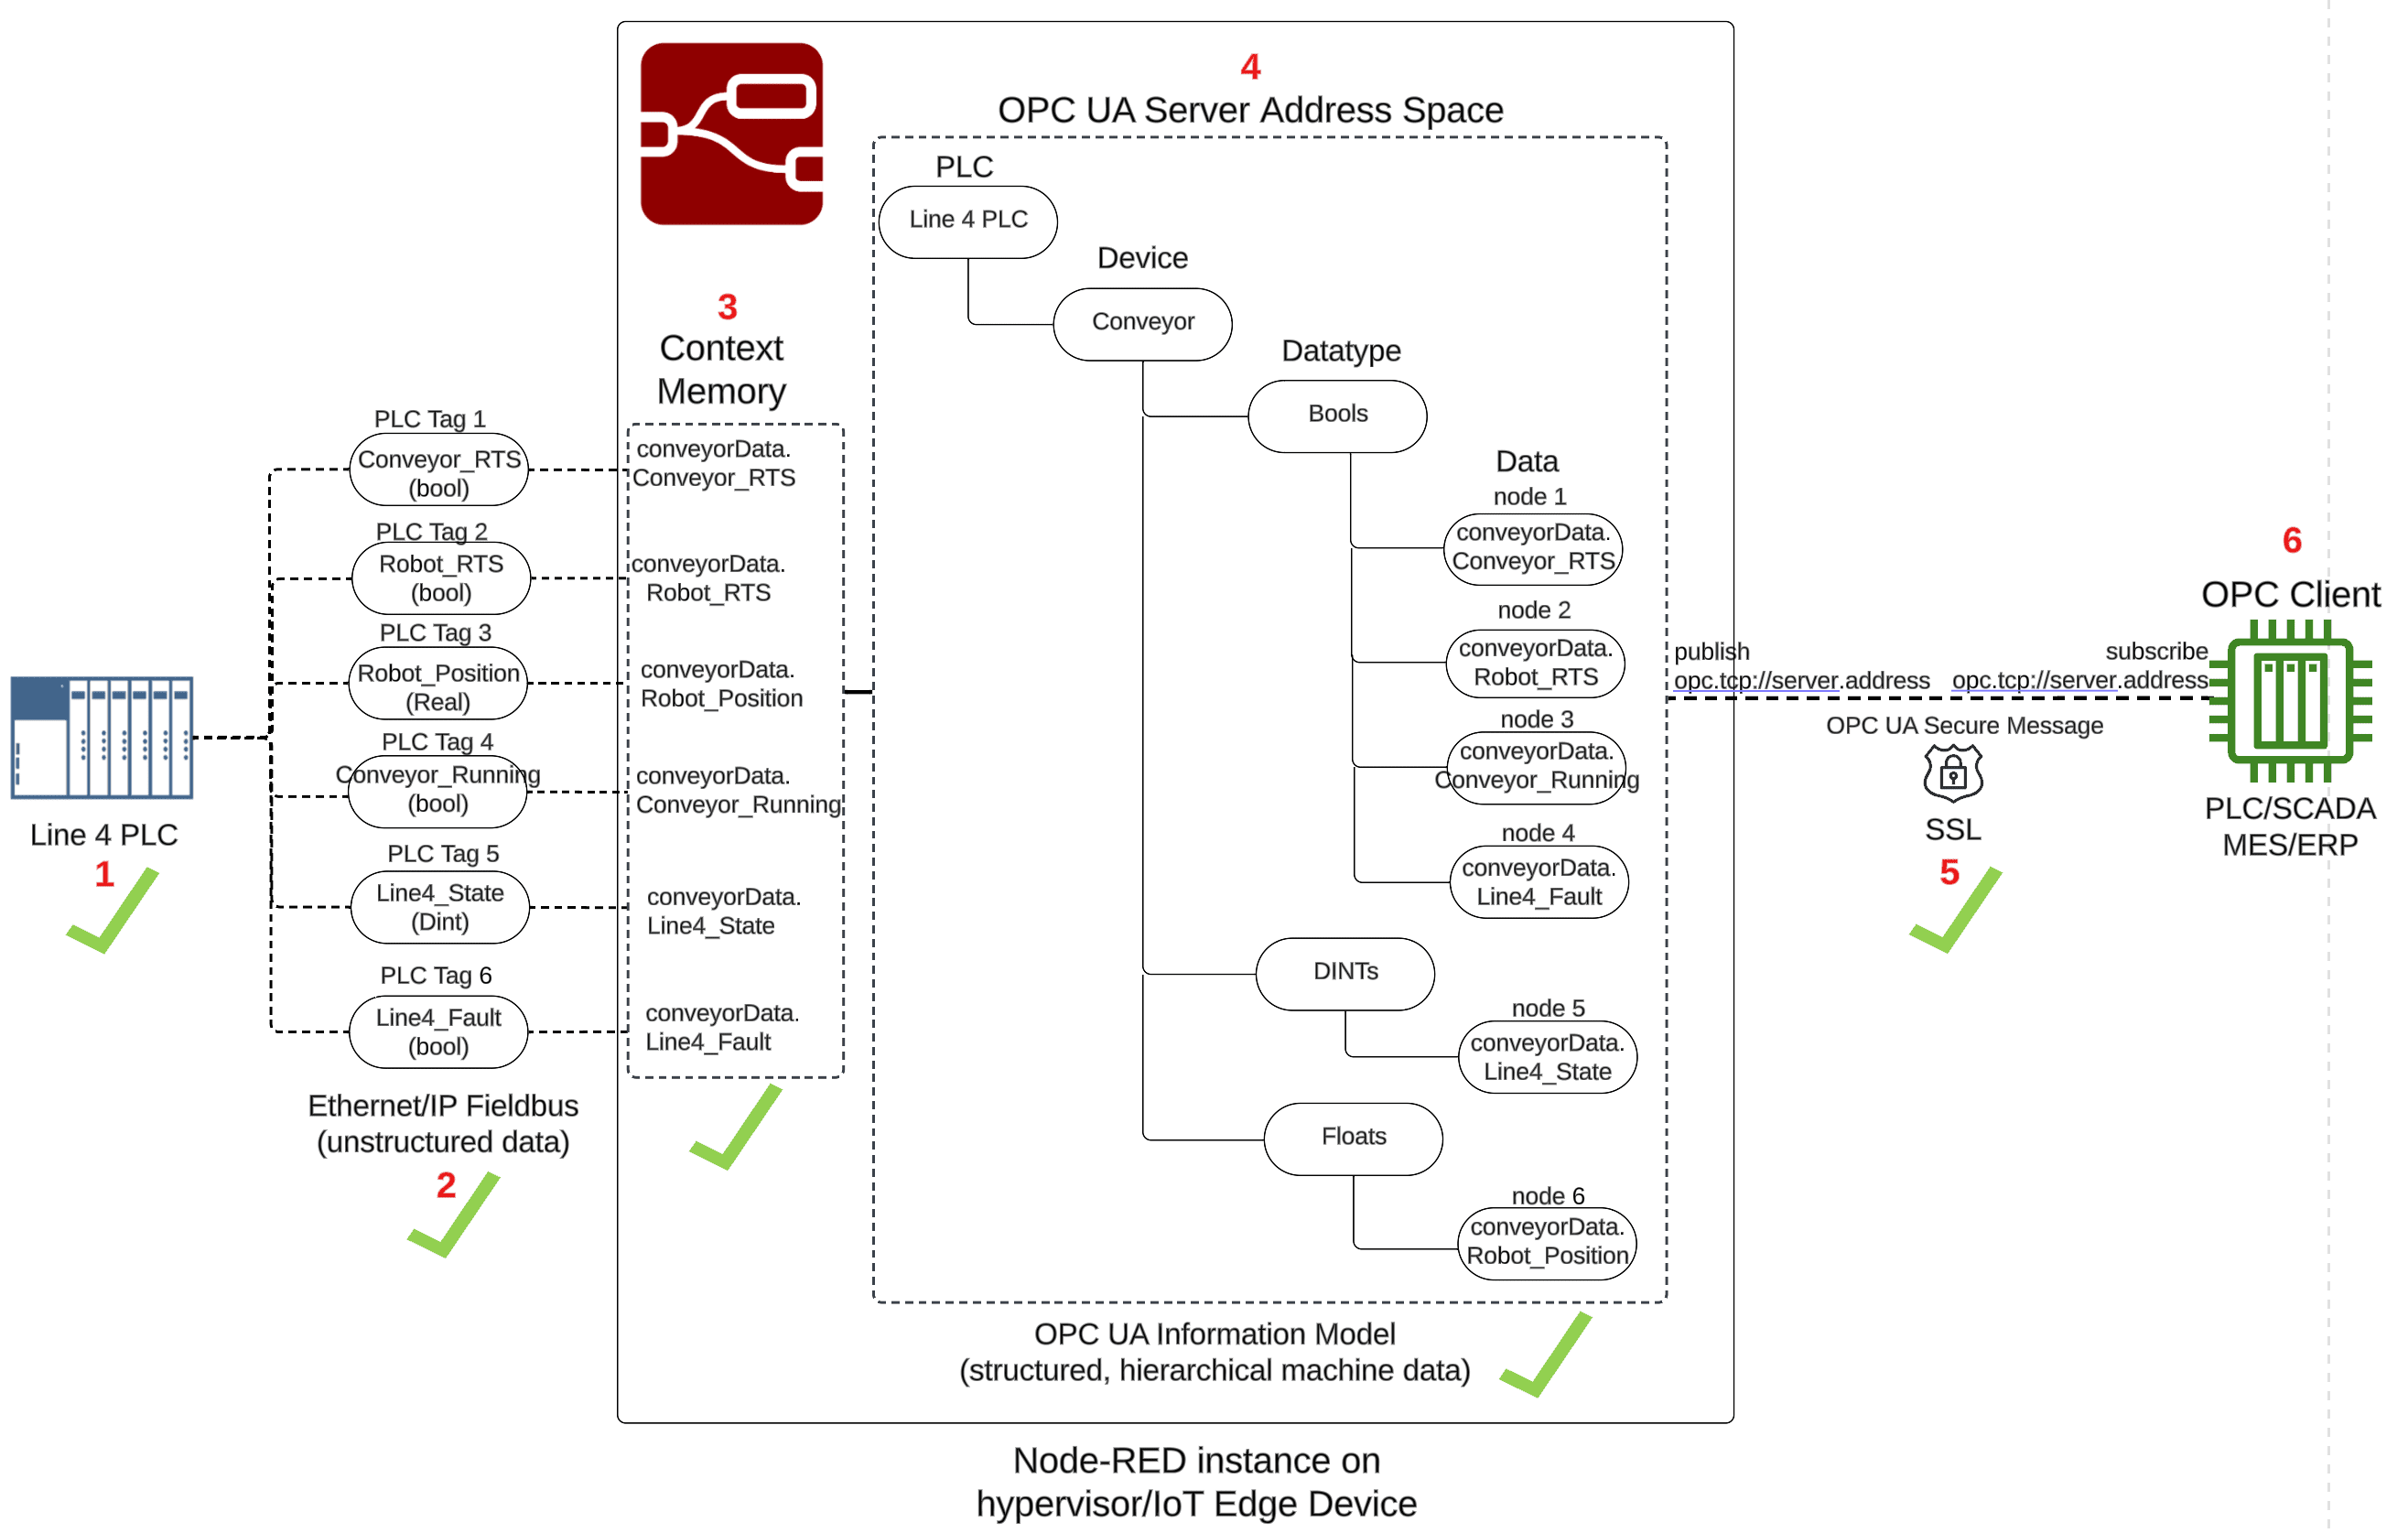 4
OPC UA Server Address Space
PLC
Line 4 PLC
Device
Conveyor
Datatype
Bools
Data
node 1
conveyorData.
Conveyor_RTS
node 2
conveyorData.
Robot_RTS
node 3
conveyorData.
Conveyor_Running
node 4
conveyorData.
Line4_Fault
DINTs
node 5
conveyorData.
Line4_State
Floats
node 6
conveyorData.
Robot_Position
OPC UA Information Model
(structured, hierarchical machine data)
Node-RED instance on
hypervisor/IoT Edge Device
3
Context
Memory
conveyorData.
Conveyor_RTS
conveyorData.
Robot_RTS
conveyorData.
Robot_Position
conveyorData.
Conveyor_Running
conveyorData.
Line4_State
conveyorData.
Line4_Fault
PLC Tag 1
Conveyor_RTS
(bool)
PLC Tag 2
Robot_RTS
(bool)
PLC Tag 3
Robot_Position
(Real)
PLC Tag 4
Conveyor_Running
(bool)
PLC Tag 5
Line4_State
(Dint)
PLC Tag 6
Line4_Fault
(bool)
Ethernet/IP Fieldbus
(unstructured data)
2
Line 4 PLC
1
publish
opc.tcp://server.address
subscribe
opc.tcp://server.address
OPC UA Secure Message
SSL
5
6
OPC Client
PLC/SCADA
MES/ERP